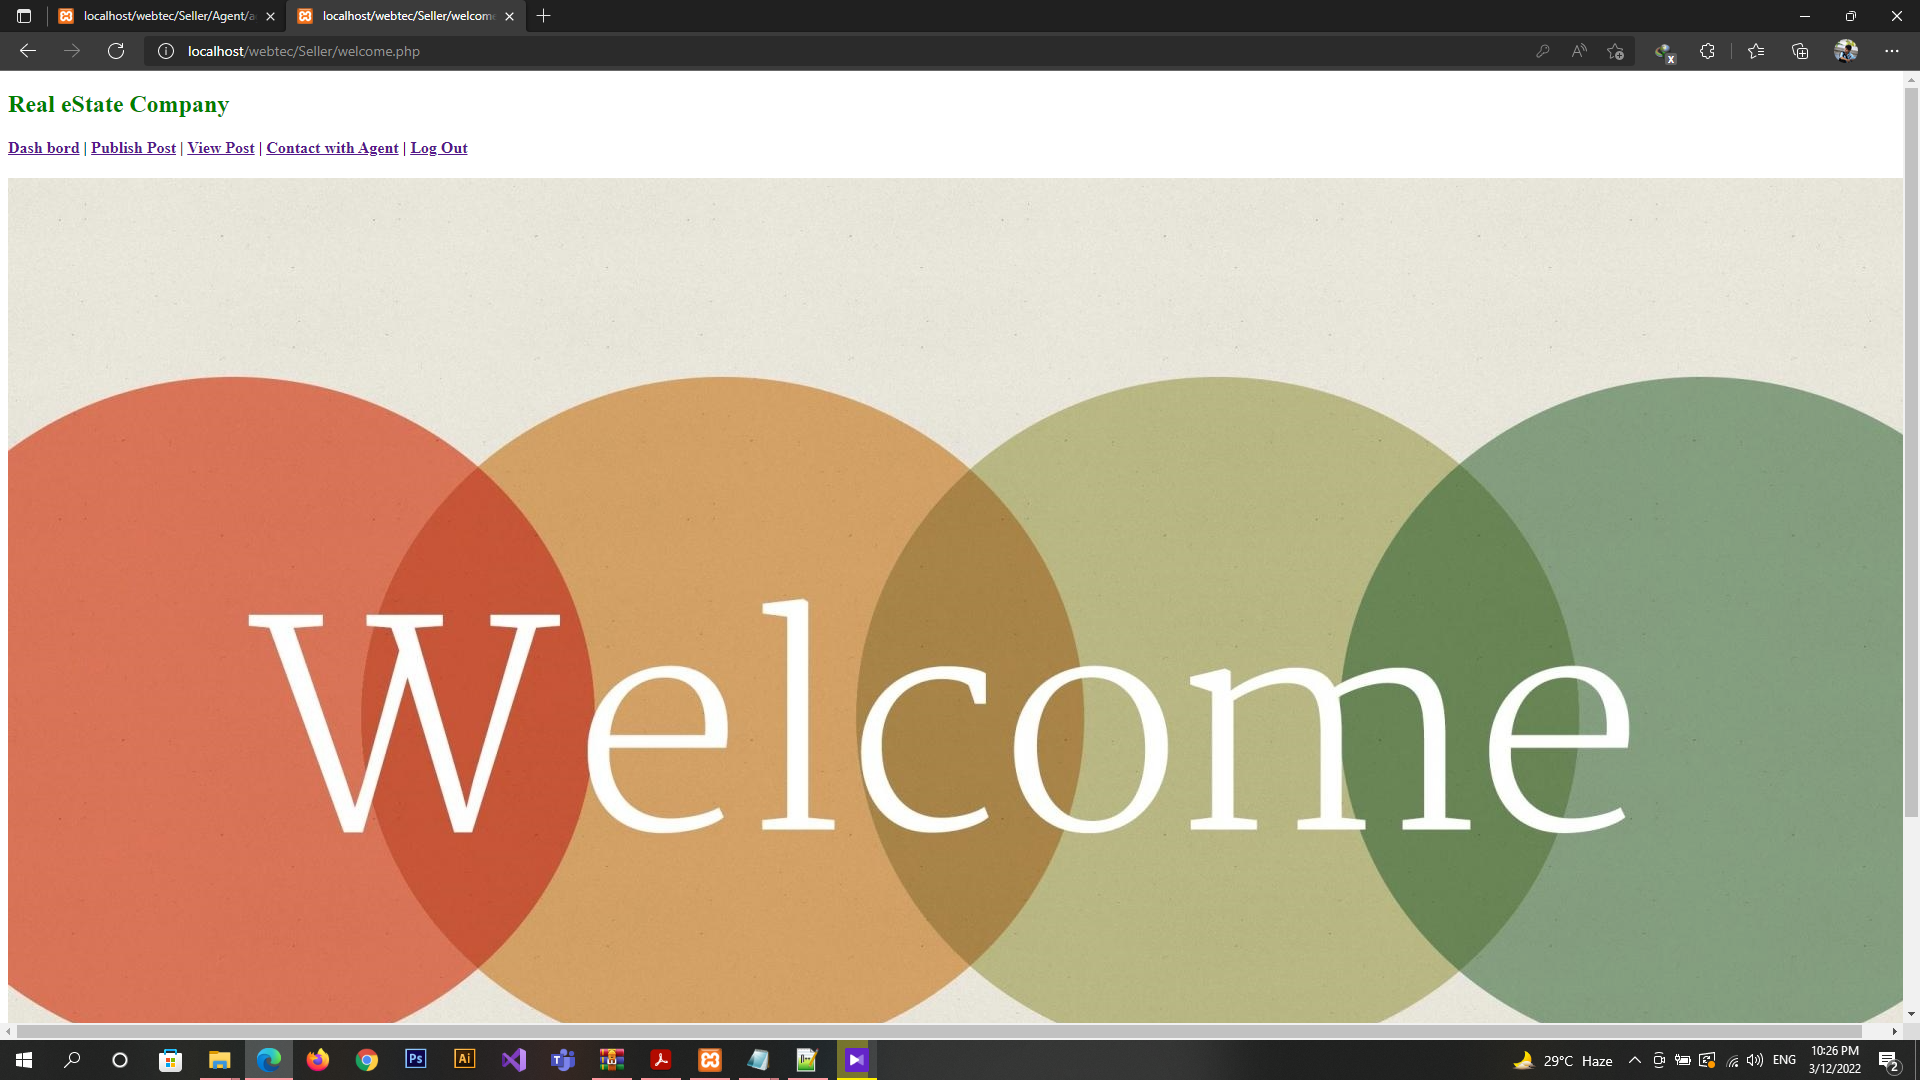 localhost/webtec/Seller/Agent/a
localhost/webtec/Seller/welcome
localhost/webtec/Seller/welcome.php
Real eState Company
Dash bord | Publish Post | View Post | Contact with Agent | Log Out
Welcome
29°C Haze
ENG
10:26 PM
3/12/2022
2
Ps
Ai